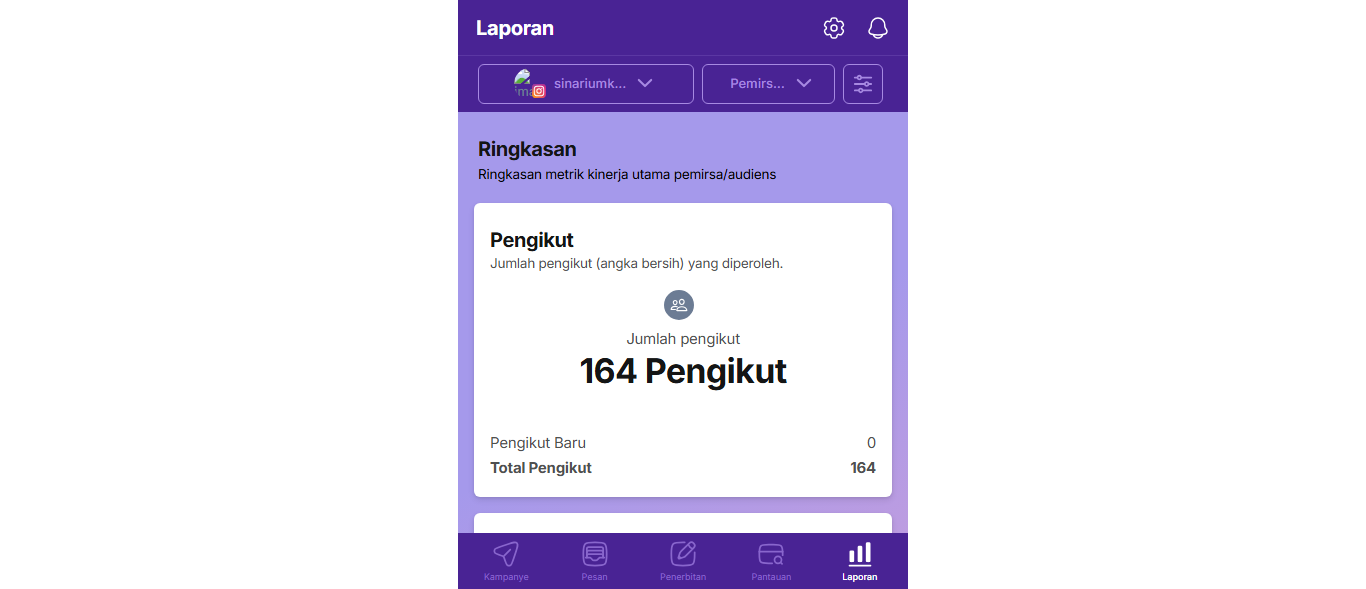 Laporan
sinariumk...
Pemirs...
Ringkasan
Ringkasan metrik kinerja utama pemirsa/audiens
Pengikut
Jumlah pengikut (angka bersih) yang diperoleh.
Jumlah pengikut
164 Pengikut
Pengikut Baru 0
Total Pengikut 164
Kampanye Pesan Penerbitan Pantauan Laporan